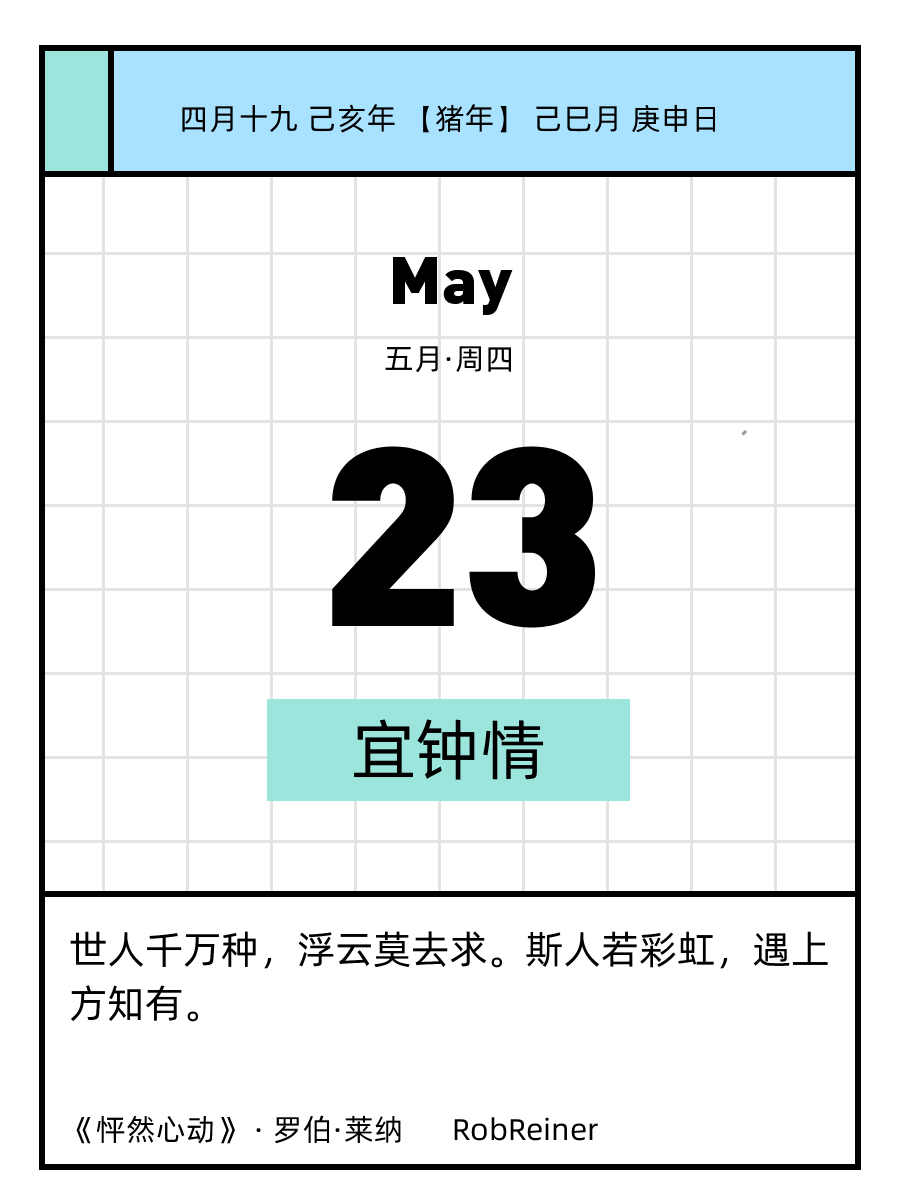 四月十九 己亥年 【猪年】 己巳月 庚申日
May
五月·周四
23
宜钟情
世人千万种，浮云莫去求。斯人若彩虹，遇上
方知有。
《怦然心动》 · 罗伯·莱纳 RobReiner